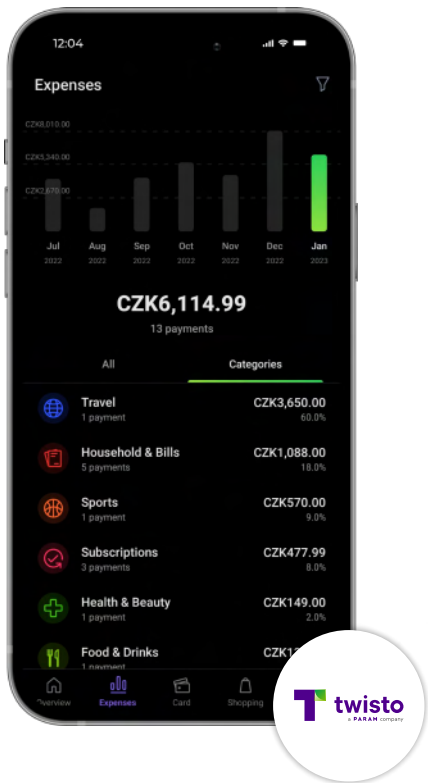 12:04
Expenses
CZK8,010.00
CZK5,340.00
CZK2,670.00
Jul Aug Sep Oct Nov Dec Jan
2022 2022 2022 2022 2022 2022 2023
CZK6,114.99
13 payments
All Categories
Travel CZK3,650.00
1 payment 60.0%
Household & Bills CZK1,088.00
5 payments 18.0%
Sports CZK570.00
1 payment 9.0%
Subscriptions CZK477.99
3 payments 8.0%
Health & Beauty CZK149.00
1 payment 2.0%
Food & Drinks
1 payment
Overview Expenses Card Shopping
twisto
a PARAM company